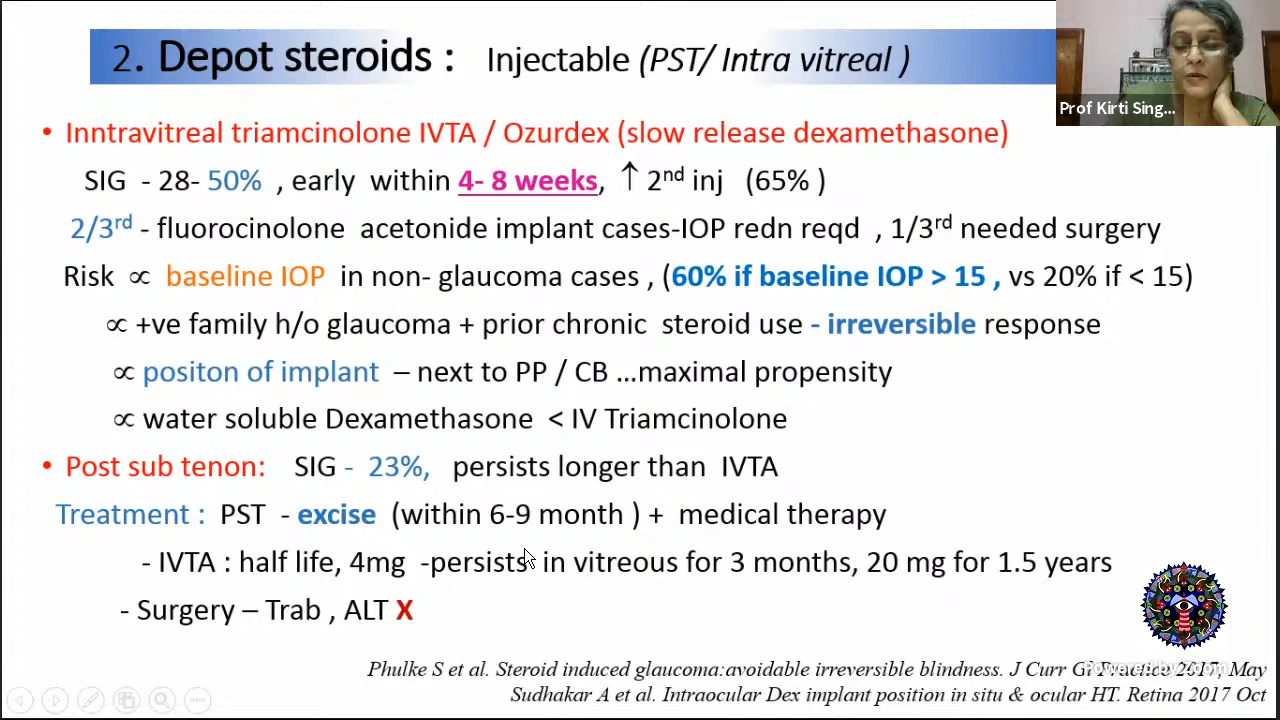 2. Depot steroids : Injectable (PST/ Intra vitreal )
Prof Kirti Sing...
• Inntravitreal triamcinolone IVTA / Ozurdex (slow release dexamethasone)
SIG - 28- 50% , early within 4- 8 weeks, ↑ 2nd inj (65% )
2/3rd - fluorocinolone acetonide implant cases-IOP redn reqd , 1/3rd needed surgery
Risk ∝ baseline IOP in non- glaucoma cases , (60% if baseline IOP > 15 , vs 20% if < 15)
∝ +ve family h/o glaucoma + prior chronic steroid use - irreversible response
∝ positon of implant – next to PP / CB ...maximal propensity
∝ water soluble Dexamethasone < IV Triamcinolone
• Post sub tenon: SIG - 23%, persists longer than IVTA
Treatment : PST - excise (within 6-9 month ) + medical therapy
- IVTA : half life, 4mg -persists in vitreous for 3 months, 20 mg for 1.5 years
- Surgery – Trab , ALT X
Phulke S et al. Steroid induced glaucoma:avoidable irreversible blindness. J Curr Gl Practice 2017, May
Powered by Zoom
Sudhakar A et al. Intraocular Dex implant position in situ & ocular HT. Retina 2017 Oct